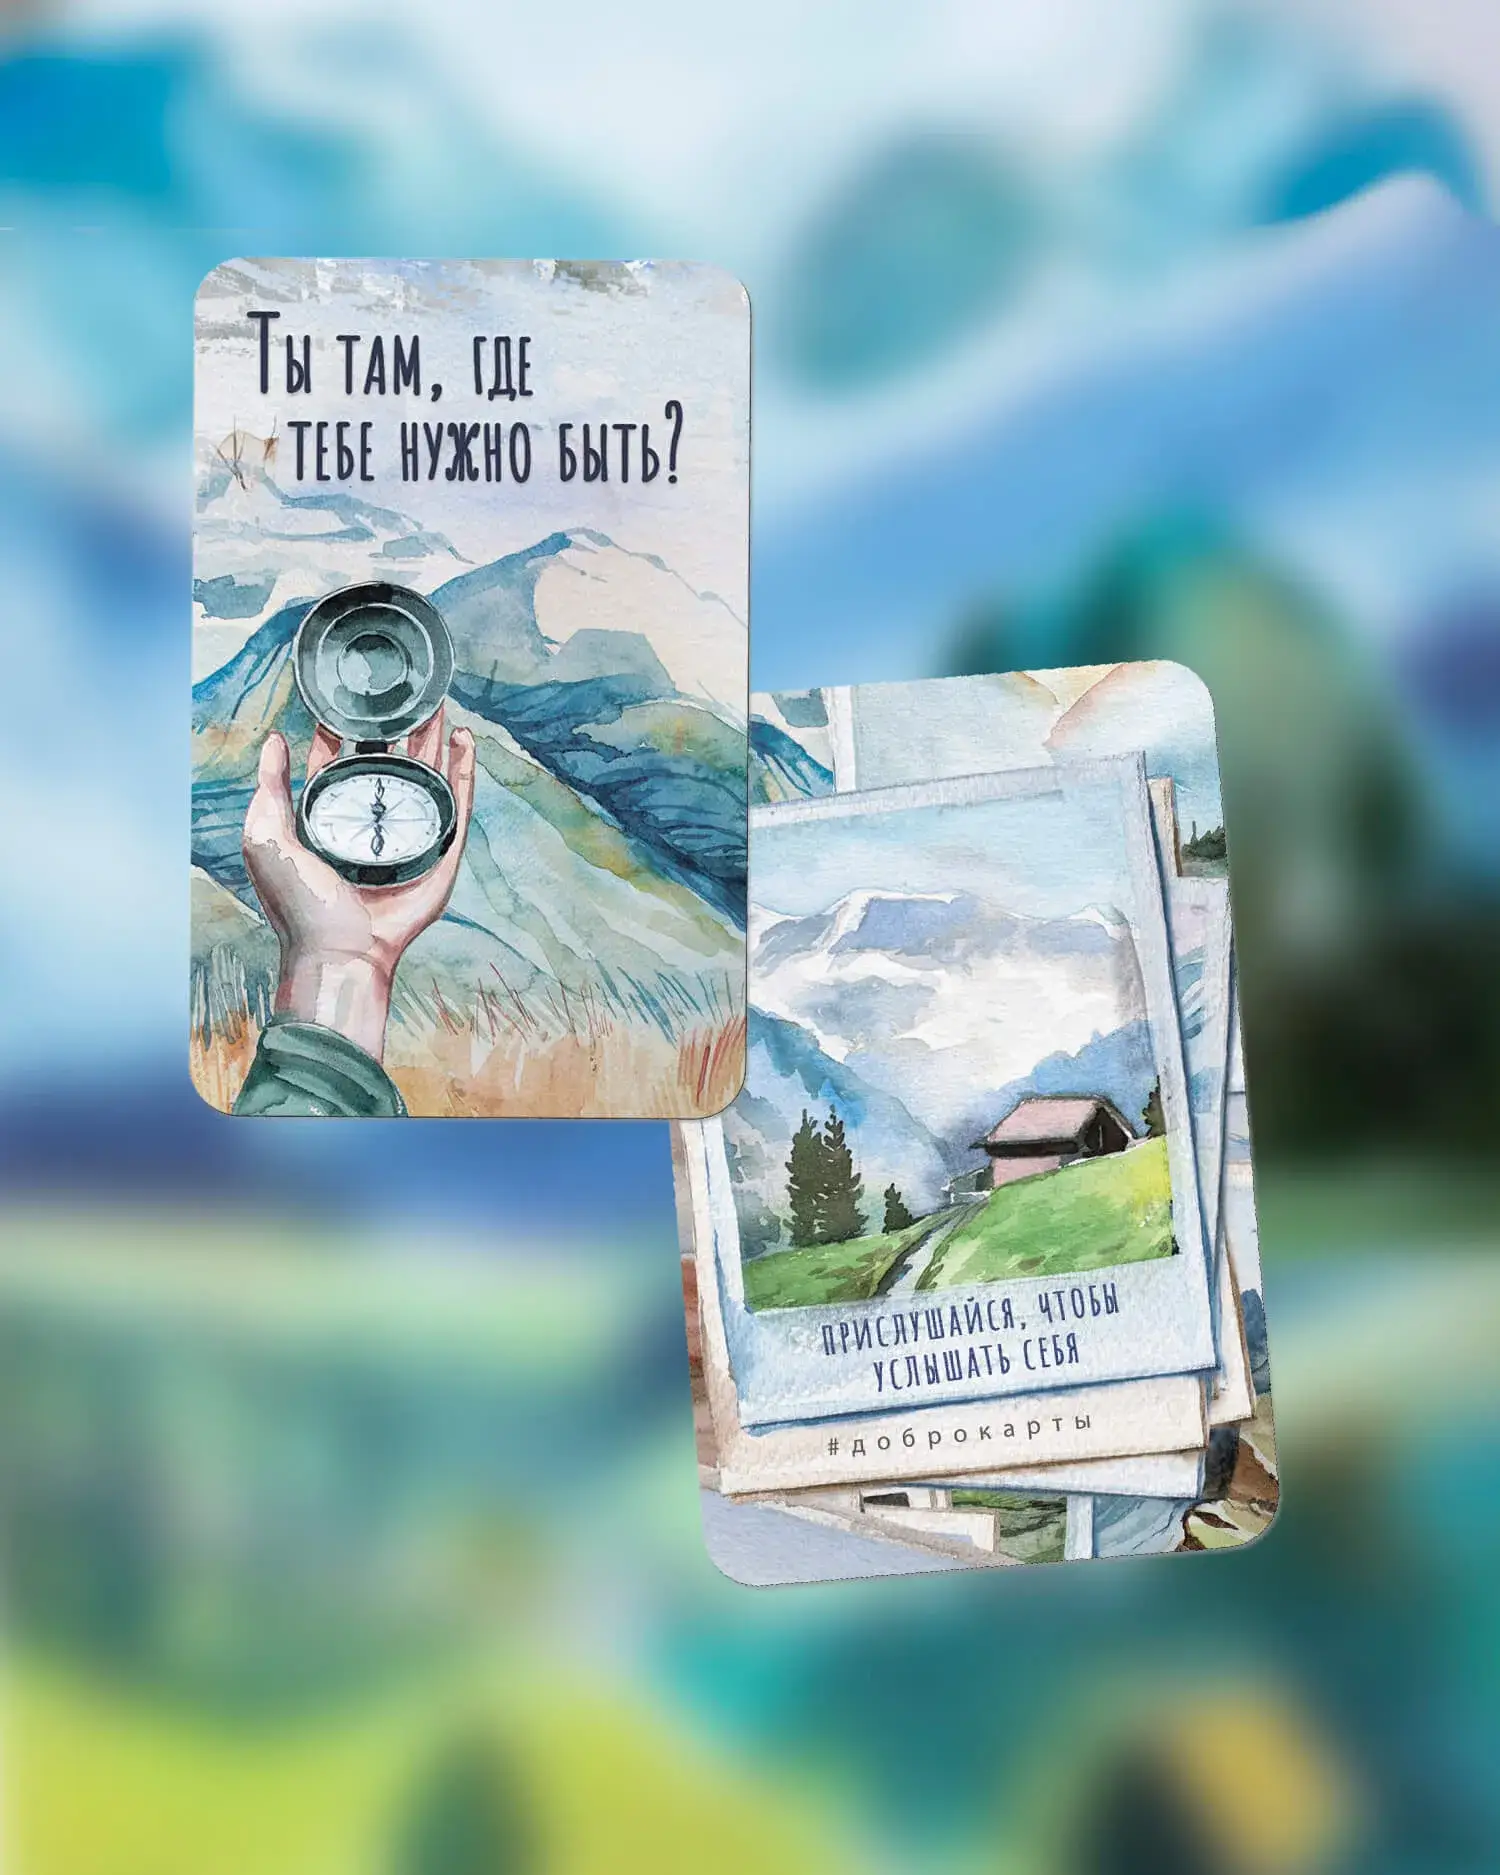 Ты там, где
тебе нужно быть?
прислушайся, чтобы
услышать себя
#доброкарты